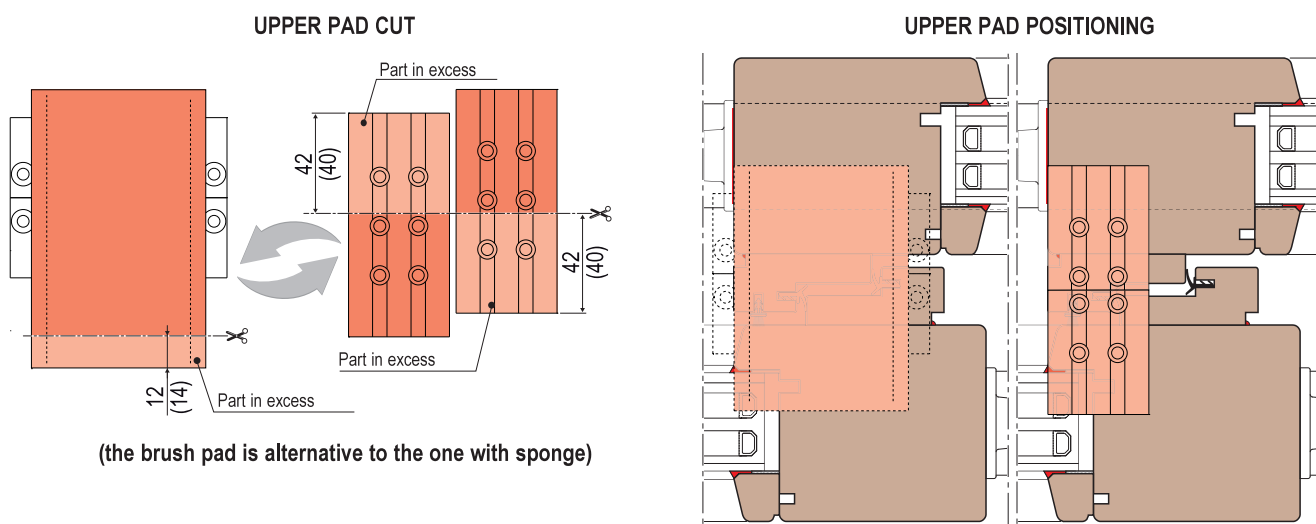 UPPER PAD CUT
UPPER PAD POSITIONING
Part in excess
42
(40)
42
(40)
Part in excess
12
(14)
Part in excess
(the brush pad is alternative to the one with sponge)